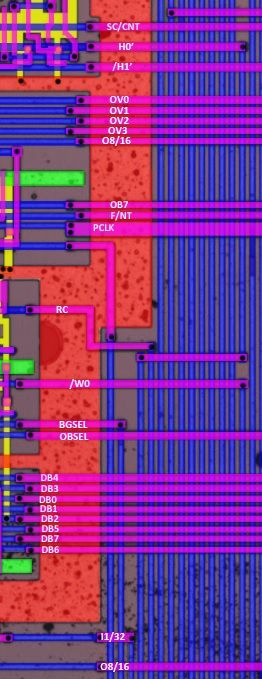 SC/CNT
H0'
/H1'
OV0
OV1
OV2
OV3
O8/16
OB7
F/NT
PCLK
RC
/W0
BGSEL
OBSEL
DB4
DB3
DB0
DB1
DB2
DB5
DB7
DB6
I1/32
O8/16